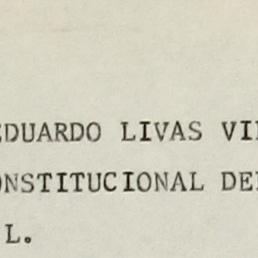 EDUARDO LIVAS VI
ONSTITUCIONAL DE
L.